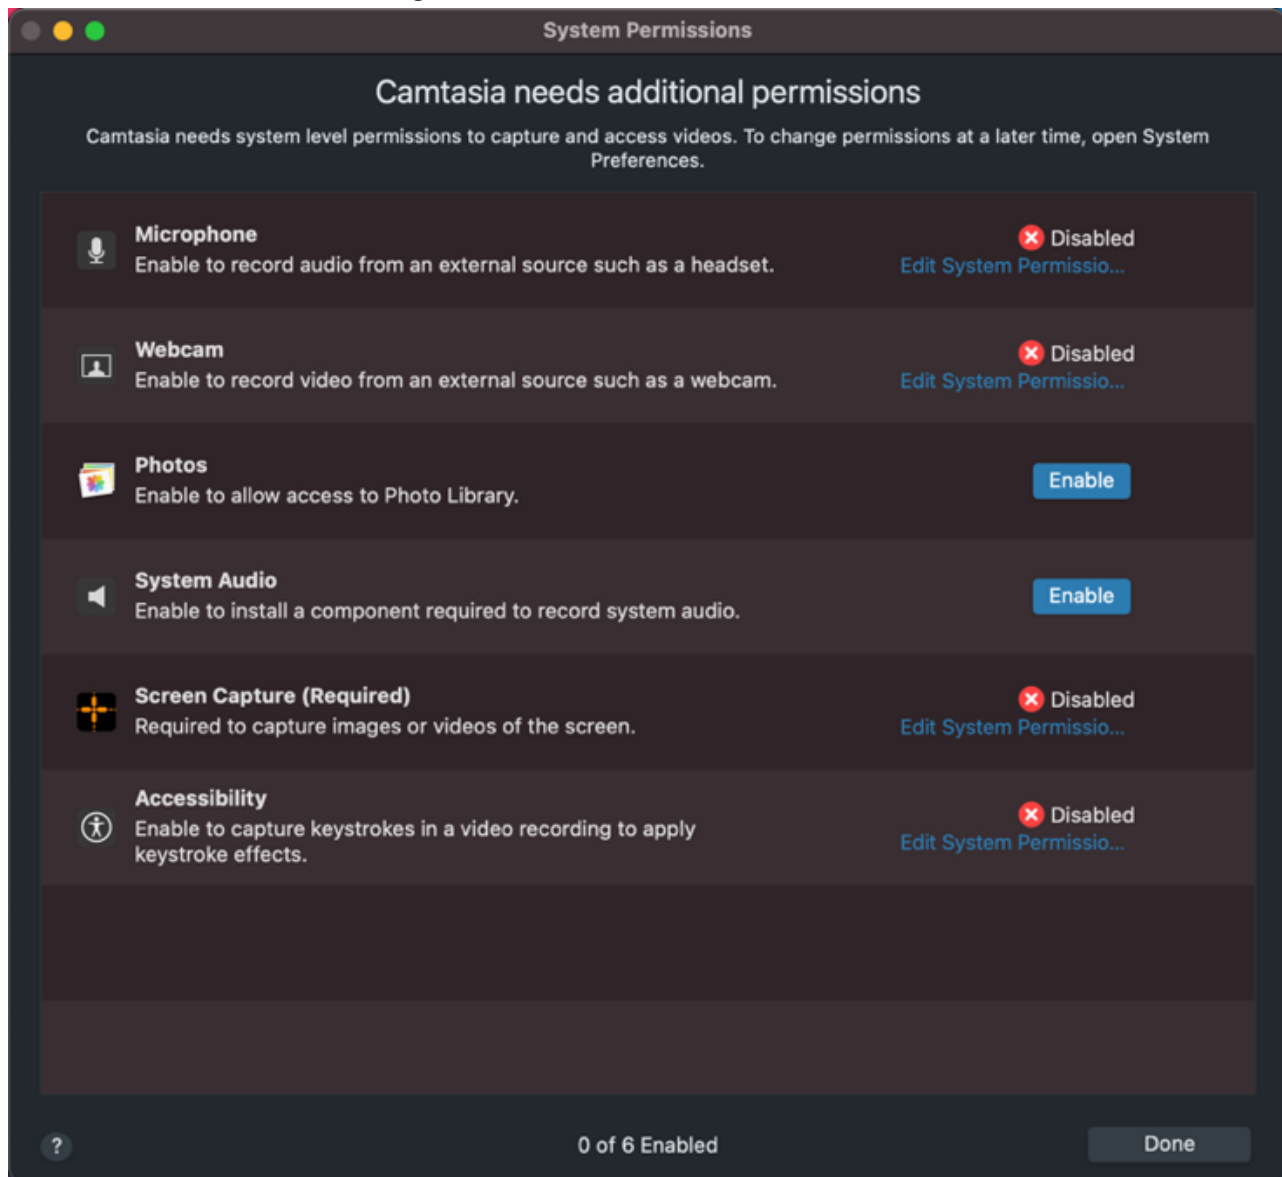 System Permissions
Camtasia needs additional permissions
Camtasia needs system level permissions to capture and access videos. To change permissions at a later time, open System
Preferences.
Microphone
Enable to record audio from an external source such as a headset.
Disabled
Edit System Permissio...
Webcam
Enable to record video from an external source such as a webcam.
Disabled
Edit System Permissio...
Photos
Enable to allow access to Photo Library.
Enable
System Audio
Enable to install a component required to record system audio.
Enable
Screen Capture (Required)
Required to capture images or videos of the screen.
Disabled
Edit System Permissio...
Accessibility
Enable to capture keystrokes in a video recording to apply
keystroke effects.
Disabled
Edit System Permissio...
?
0 of 6 Enabled
Done